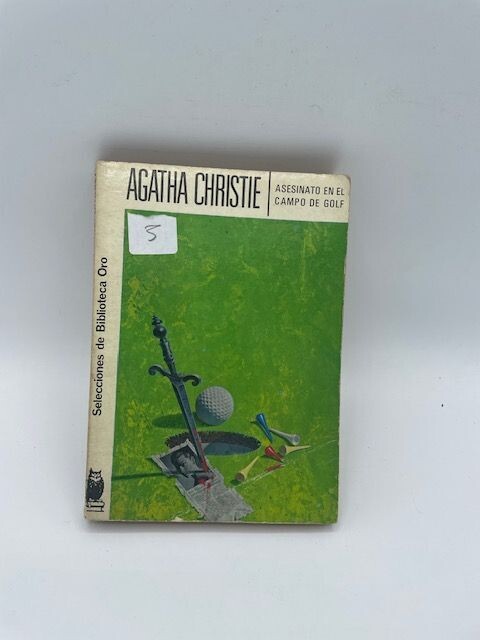 AGATHA CHRISTIE
ASESINATO EN EL
CAMPO DE GOLF
5
Selecciones de Biblioteca Oro